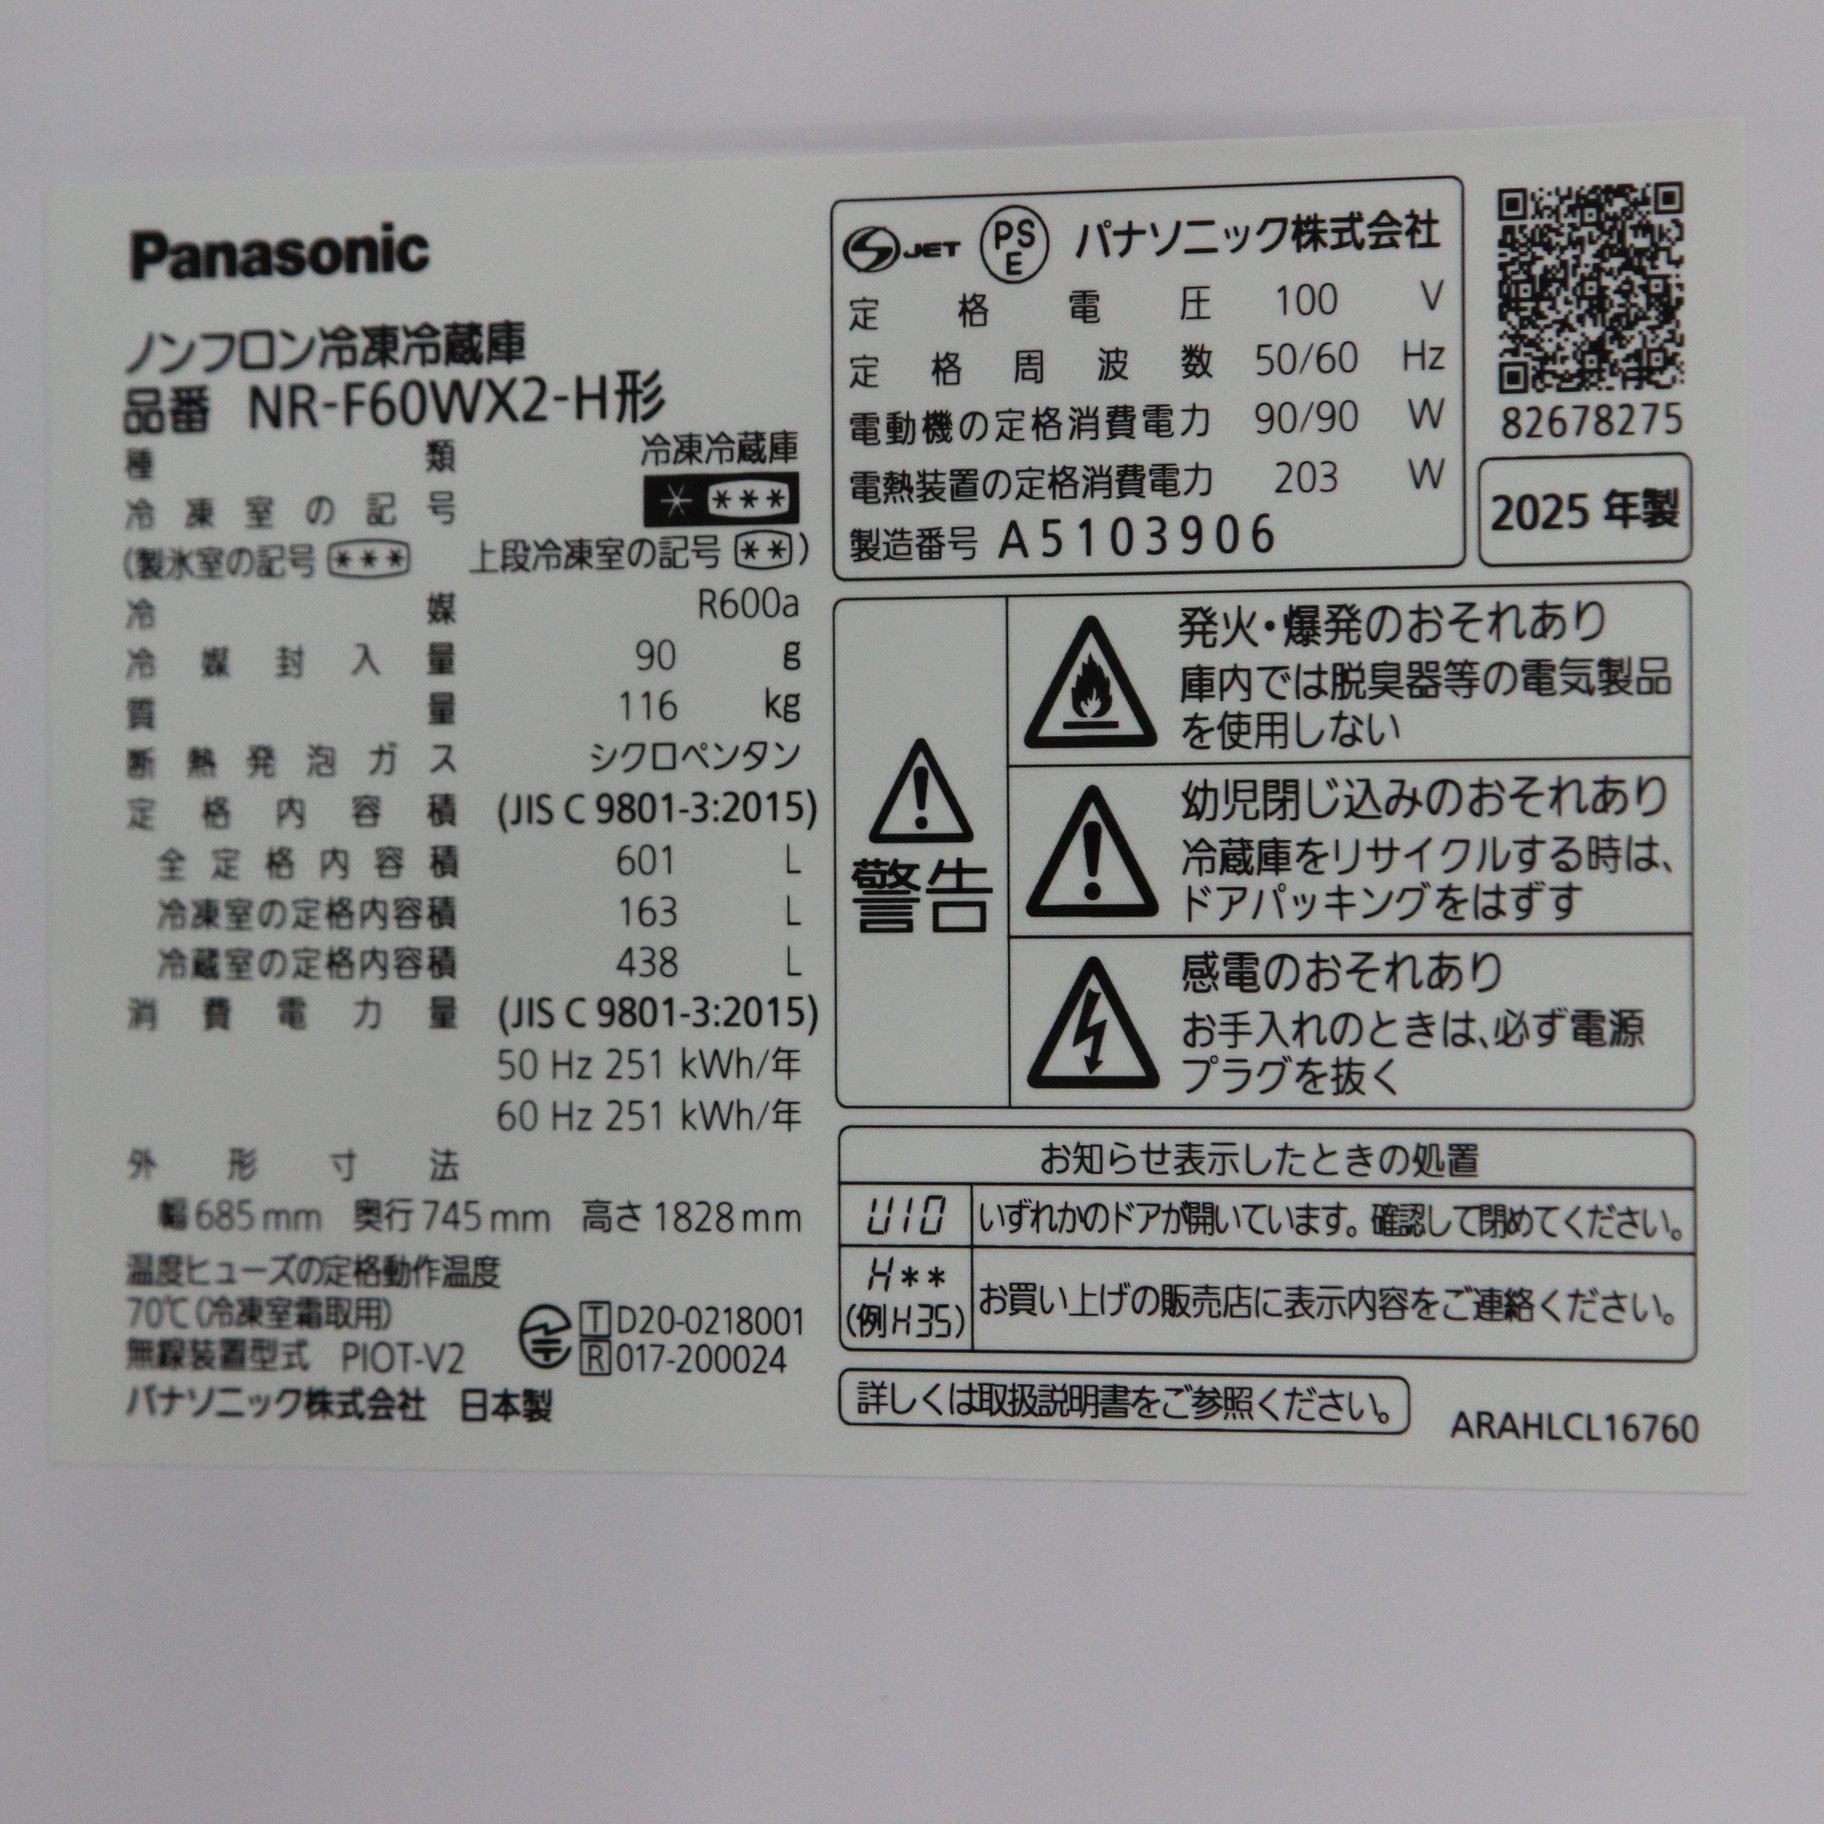 Panasonic
ノンフロン冷凍冷蔵庫
品番 NR-F60WX2-H形
種類 冷凍冷蔵庫
冷凍室の記号 * ***
(製氷室の記号 *** 上段冷凍室の記号 **)
冷媒 R600a
冷媒封入量 90 g
質量 116 kg
断熱発泡ガス シクロペンタン
定格内容積 (JIS C 9801-3:2015)
全定格内容積 601 L
冷凍室の定格内容積 163 L
冷蔵室の定格内容積 438 L
消費電力量 (JIS C 9801-3:2015)
50 Hz 251 kWh/年
60 Hz 251 kWh/年
外形寸法
幅685mm 奥行745mm 高さ1828mm
温度ヒューズの定格動作温度
70℃(冷凍室霜取用)
無線装置型式 PIOT-V2
T D20-0218001
R 017-200024
パナソニック株式会社 日本製
S JET PSE パナソニック株式会社
定格電圧 100 V
定格周波数 50/60 Hz
電動機の定格消費電力 90/90 W
電熱装置の定格消費電力 203 W
製造番号 A5103906
82678275
2025年製
警告
発火・爆発のおそれあり
庫内では脱臭器等の電気製品
を使用しない
幼児閉じ込みのおそれあり
冷蔵庫をリサイクルする時は、
ドアパッキングをはずす
感電のおそれあり
お手入れのときは、必ず電源
プラグを抜く
お知らせ表示したときの処置
U10 いずれかのドアが開いています。確認して閉めてください。
H**
(例H35) お買い上げの販売店に表示内容をご連絡ください。
詳しくは取扱説明書をご参照ください。
ARAHLCL16760